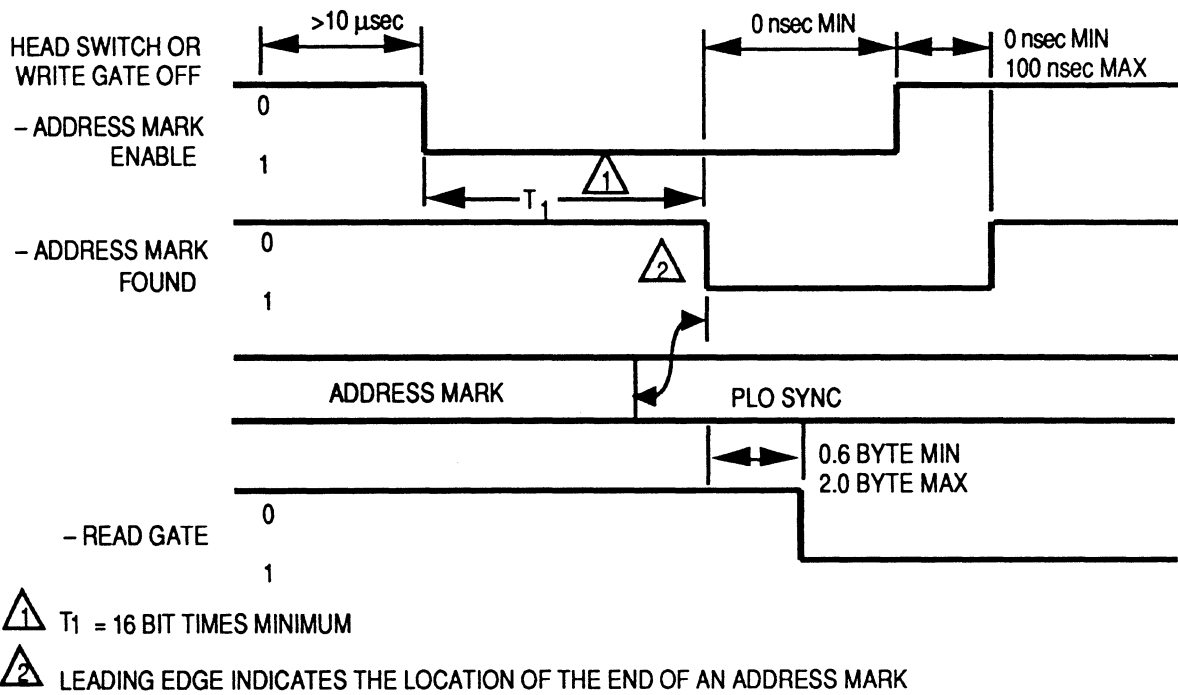 >10 µsec
0 nsec MIN
HEAD SWITCH OR
WRITE GATE OFF
0 nsec MIN
100 nsec MAX
0
– ADDRESS MARK
ENABLE
1
1
T1
0
– ADDRESS MARK
FOUND
2
1
ADDRESS MARK
PLO SYNC
0.6 BYTE MIN
2.0 BYTE MAX
0
– READ GATE
1
1 T1 = 16 BIT TIMES MINIMUM
2 LEADING EDGE INDICATES THE LOCATION OF THE END OF AN ADDRESS MARK